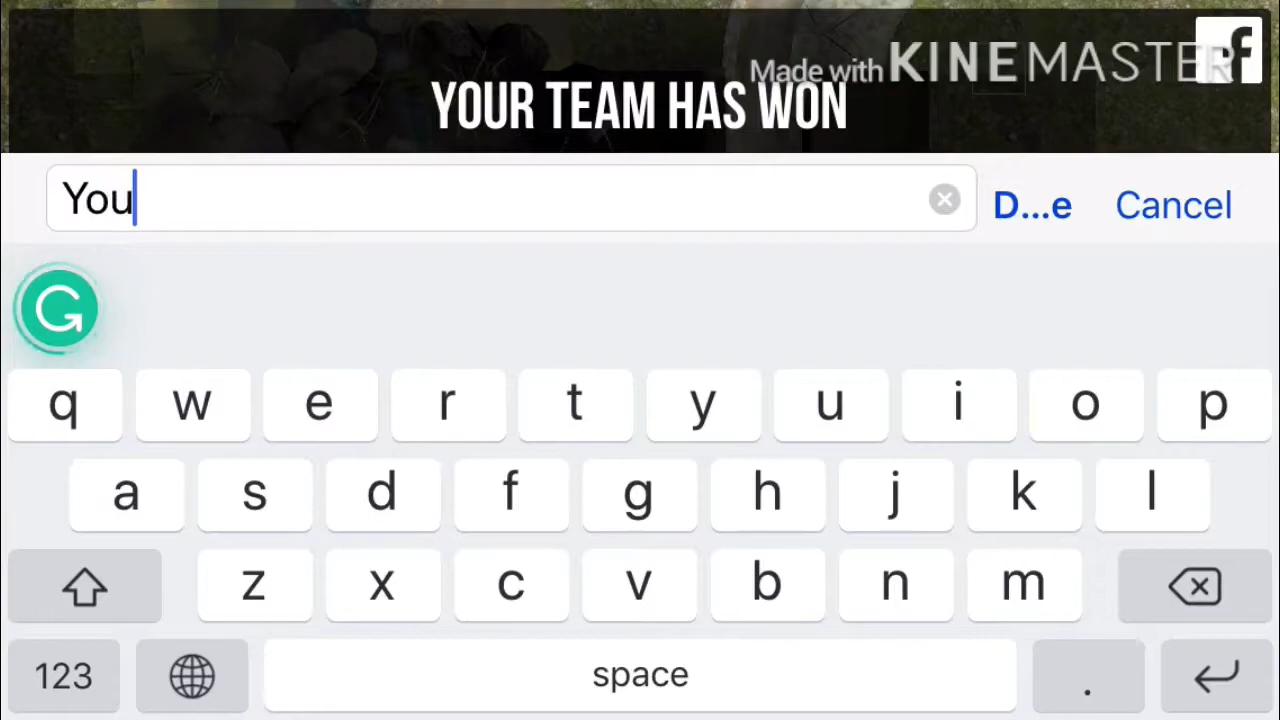 Made with KINEMASTER
f
YOUR TEAM HAS WON
You
D...e
Cancel
G
q w e r t y u i o p
a s d f g h j k l
z x c v b n m
123
space
.